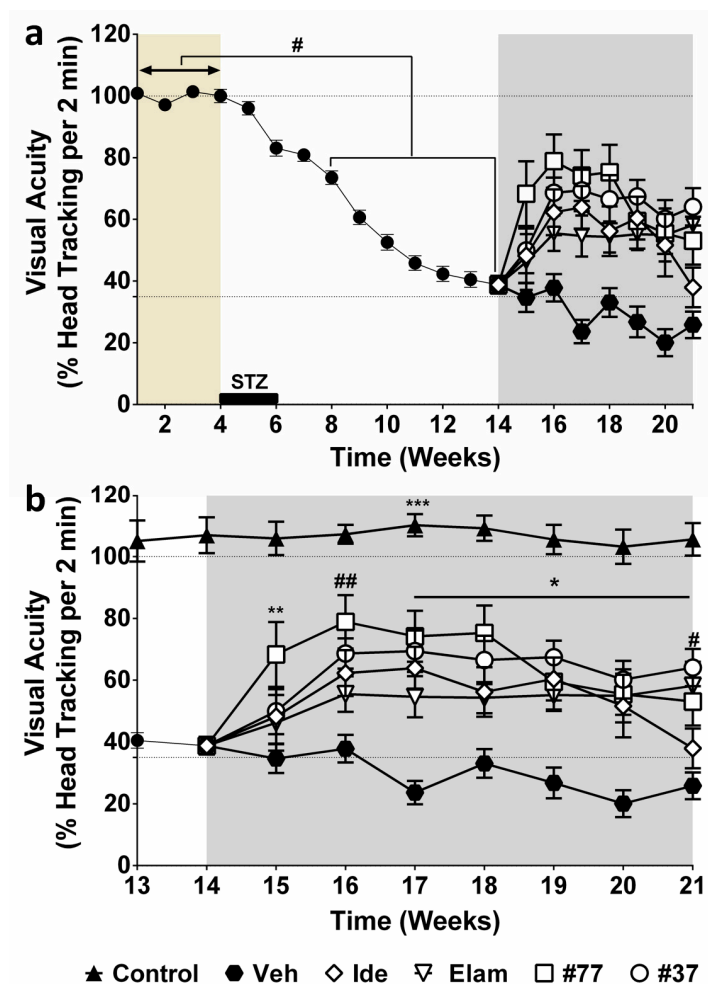 a
#
120
100
80
60
40
20
0
Visual Acuity
(% Head Tracking per 2 min)
STZ
2 4 6 8 10 12 14 16 18 20
Time (Weeks)
b
120
100
80
60
40
20
0
Visual Acuity
(% Head Tracking per 2 min)
***
**
##
*
#
13 14 15 16 17 18 19 20 21
Time (Weeks)
Control Veh Ide Elam #77 #37